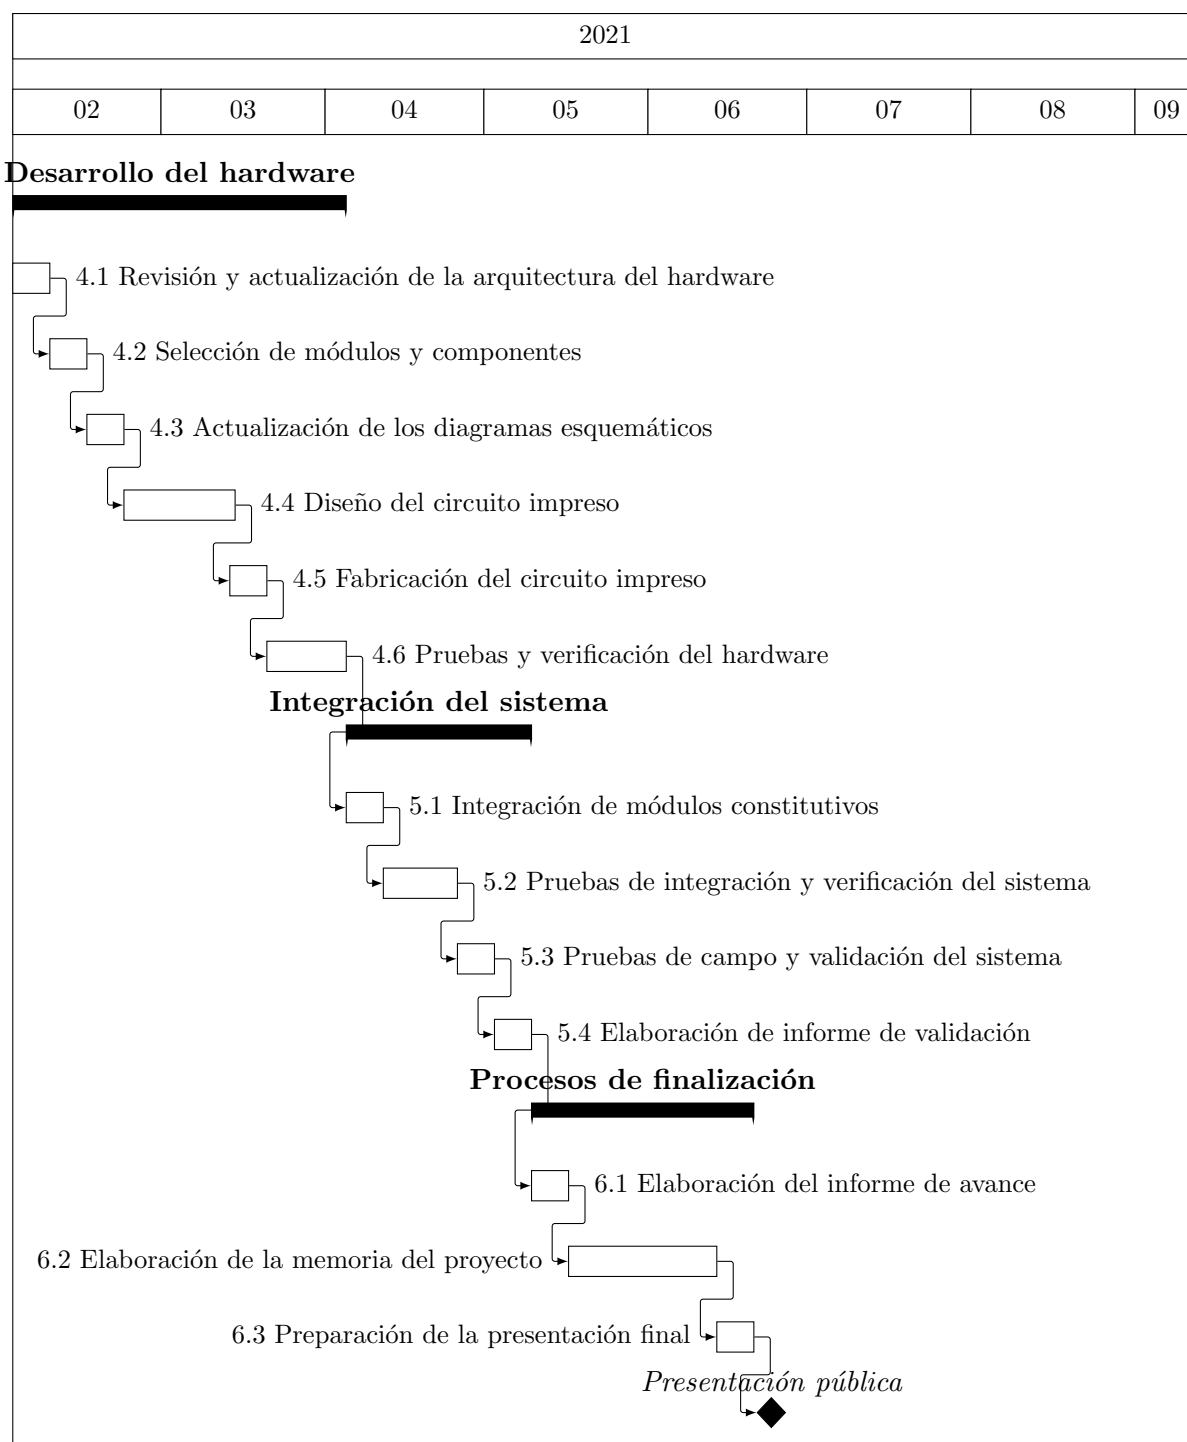 2021
02 03 04 05 06 07 08 09
Desarrollo del hardware
4.1 Revisión y actualización de la arquitectura del hardware
4.2 Selección de módulos y componentes
4.3 Actualización de los diagramas esquemáticos
4.4 Diseño del circuito impreso
4.5 Fabricación del circuito impreso
4.6 Pruebas y verificación del hardware
Integración del sistema
5.1 Integración de módulos constitutivos
5.2 Pruebas de integración y verificación del sistema
5.3 Pruebas de campo y validación del sistema
5.4 Elaboración de informe de validación
Procesos de finalización
6.1 Elaboración del informe de avance
6.2 Elaboración de la memoria del proyecto
6.3 Preparación de la presentación final
Presentación pública